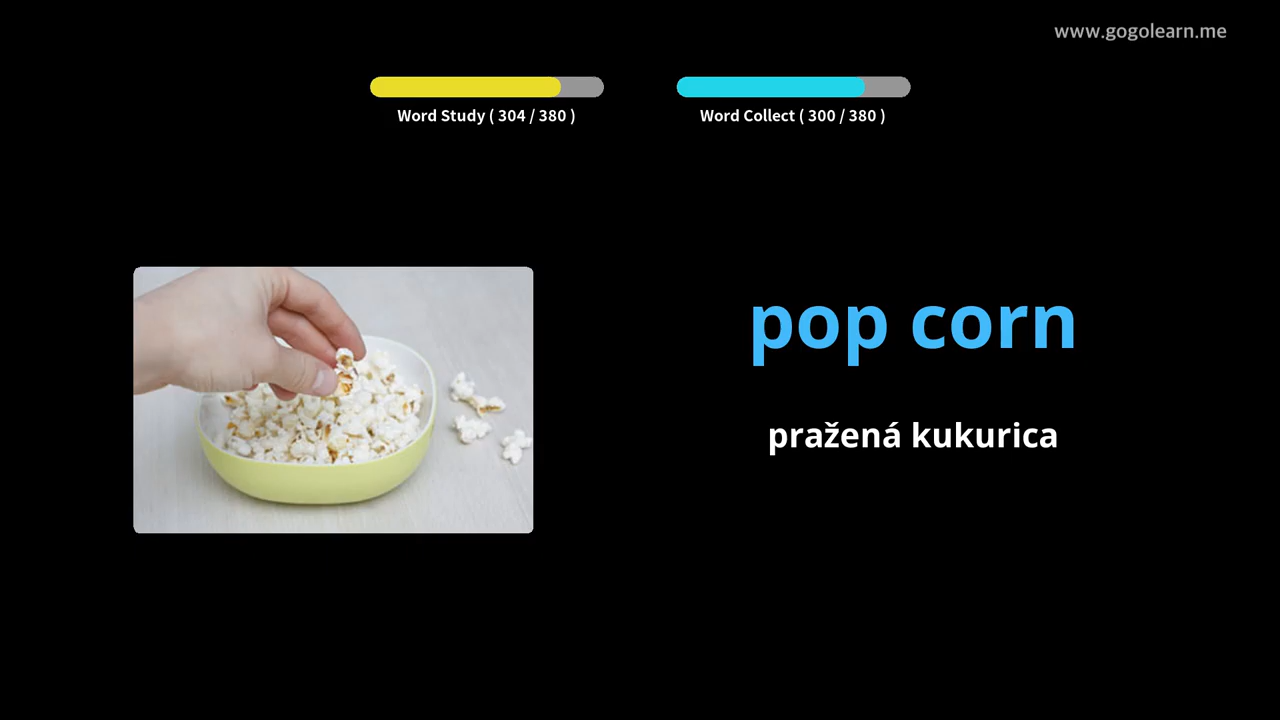 www.gogolearn.me
Word Study ( 304 / 380 )
Word Collect ( 300 / 380 )
pop corn
pražená kukurica